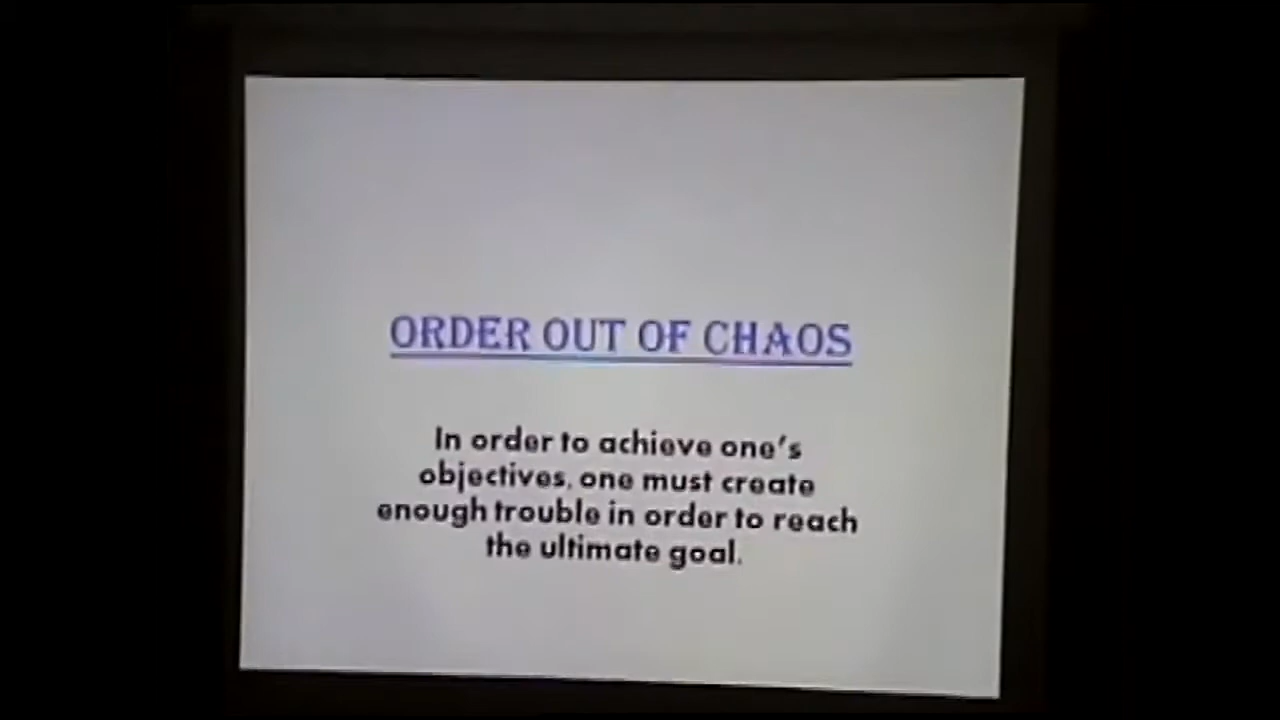 ORDER OUT OF CHAOS
In order to achieve one's
objectives, one must create
enough trouble in order to reach
the ultimate goal.